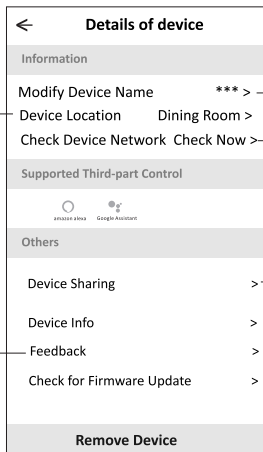 ← Details of device
Information
Modify Device Name *** >
Device Location Dining Room >
Check Device Network Check Now >
Supported Third-part Control
amazon alexa Google Assistant
Others
Device Sharing >
Device Info >
Feedback >
Check for Firmware Update >
Remove Device